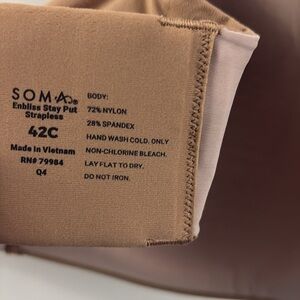 SOMA®
Enbliss Stay Put
Strapless
42C
Made in Vietnam
RN# 79984
Q4
BODY:
72% NYLON
28% SPANDEX
HAND WASH COLD. ONLY
NON-CHLORINE BLEACH.
LAY FLAT TO DRY.
DO NOT IRON.